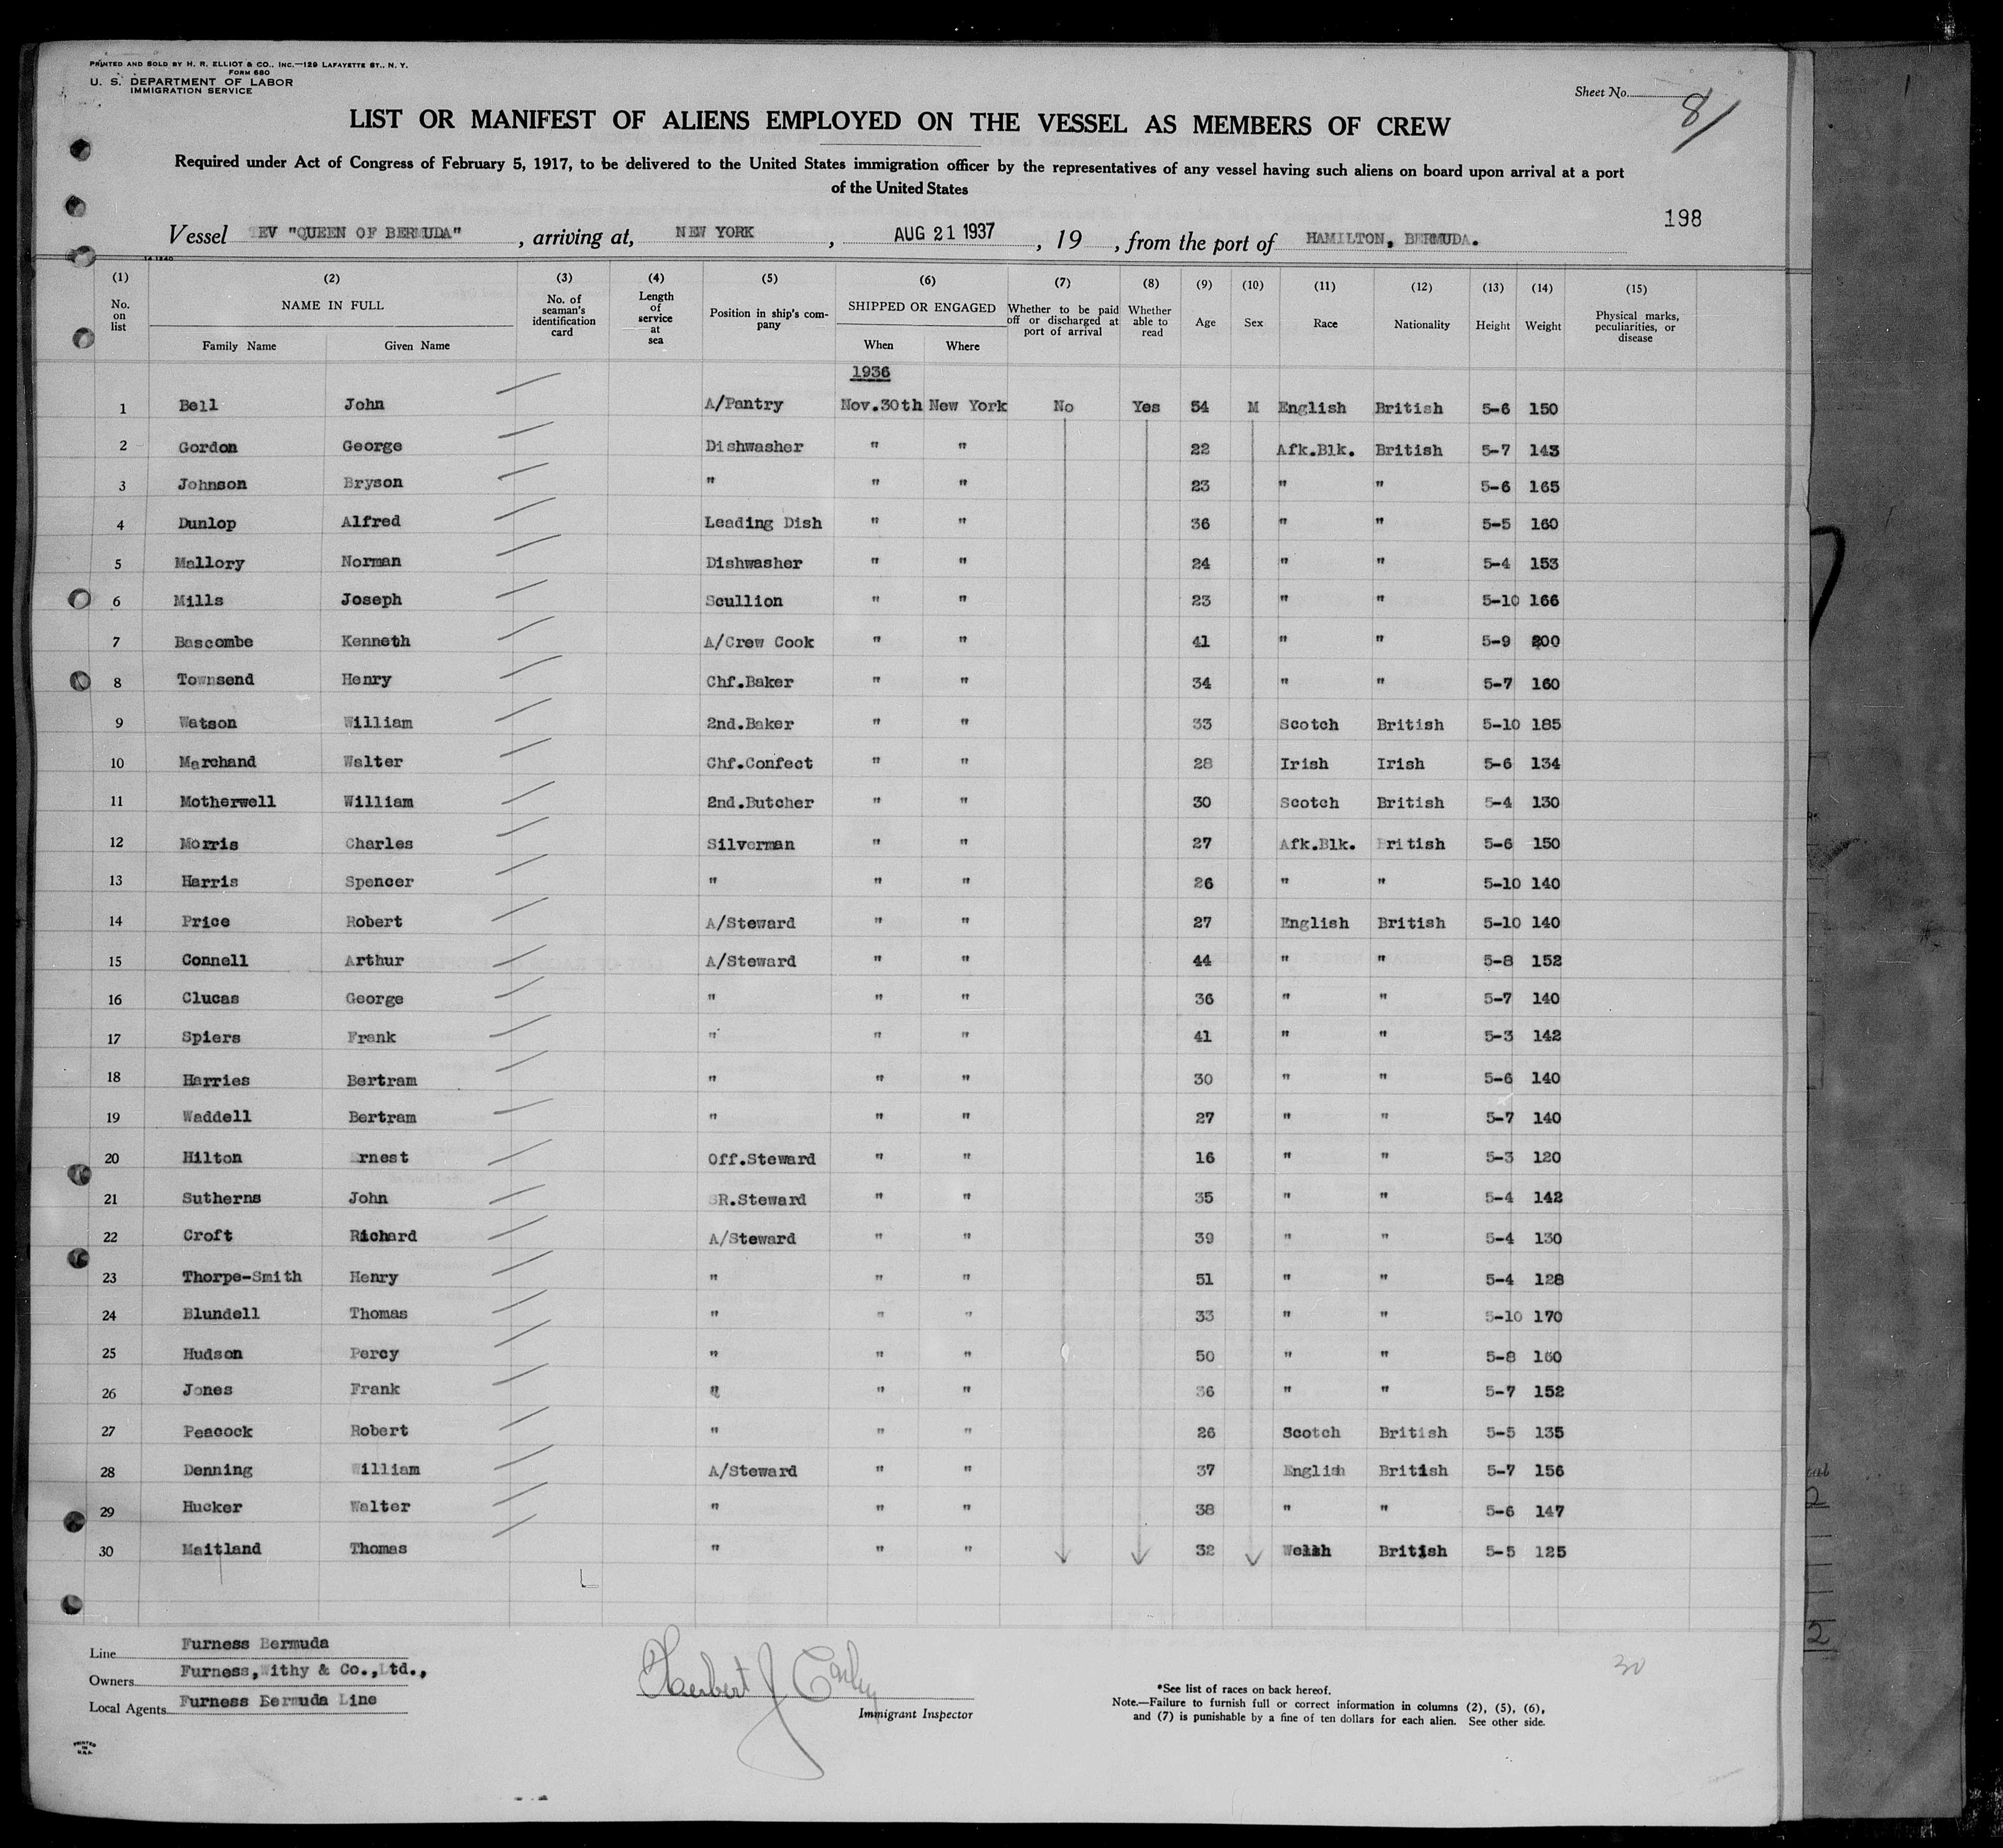 PRINTED AND SOLD BY H. R. ELLIOT & CO., INC.—129 LAFAYETTE ST., N. Y.
FORM 680
U. S. DEPARTMENT OF LABOR
IMMIGRATION SERVICE
Sheet No. 8
LIST OR MANIFEST OF ALIENS EMPLOYED ON THE VESSEL AS MEMBERS OF CREW
Required under Act of Congress of February 5, 1917, to be delivered to the United States immigration officer by the representatives of any vessel having such aliens on board upon arrival at a port
of the United States
198
Vessel TEV "QUEEN OF BERMUDA", arriving at, NEW YORK, AUG 21 1937, 19 , from the port of HAMILTON, BERMUDA.
(1) (2) (3) (4) (5) (6) (7) (8) (9) (10) (11) (12) (13) (14) (15)
No. on list NAME IN FULL Family Name Given Name No. of seaman's identification card Length of service at sea Position in ship's company SHIPPED OR ENGAGED When Where Whether to be paid off or discharged at port of arrival Whether able to read Age Sex Race Nationality Height Weight Physical marks, peculiarities, or disease
1936
1 Bell John A/Pantry Nov.30th New York No Yes 54 M English British 5-6 150
2 Gordon George Dishwasher " " 22 Afk.Blk. British 5-7 143
3 Johnson Bryson " " " 23 " " 5-6 165
4 Dunlop Alfred Leading Dish " " 36 " " 5-5 160
5 Mallory Norman Dishwasher " " 24 " " 5-4 153
6 Mills Joseph Scullion " " 23 " " 5-10 166
7 Bascombe Kenneth A/Crew Cook " " 41 " " 5-9 200
8 Townsend Henry Chf.Baker " " 34 " " 5-7 160
9 Watson William 2nd.Baker " " 33 Scotch British 5-10 185
10 Marchand Walter Chf.Confect " " 28 Irish Irish 5-6 134
11 Motherwell William 2nd.Butcher " " 30 Scotch British 5-4 130
12 Morris Charles Silverman " " 27 Afk.Blk. British 5-6 150
13 Harris Spencer " " " 26 " " 5-10 140
14 Price Robert A/Steward " " 27 English British 5-10 140
15 Connell Arthur A/Steward " " 44 " " 5-8 152
16 Clucas George " " " 36 " " 5-7 140
17 Spiers Frank " " " 41 " " 5-3 142
18 Harries Bertram " " " 30 " " 5-6 140
19 Waddell Bertram " " " 27 " " 5-7 140
20 Hilton Ernest Off.Steward " " 16 " " 5-3 120
21 Sutherns John SR.Steward " " 35 " " 5-4 142
22 Croft Richard A/Steward " " 39 " " 5-4 130
23 Thorpe-Smith Henry " " " 51 " " 5-4 128
24 Blundell Thomas " " " 33 " " 5-10 170
25 Hudson Percy " " " 50 " " 5-8 160
26 Jones Frank " " " 36 " " 5-7 152
27 Peacock Robert " " " 26 Scotch British 5-5 135
28 Denning William A/Steward " " 37 English British 5-7 156
29 Hucker Walter " " " 38 " " 5-6 147
30 Maitland Thomas " " " 32 Welsh British 5-5 125
Line Furness Bermuda
Owners Furness, Withy & Co., Ltd.,
Local Agents Furness Bermuda Line
Herbert J
Immigrant Inspector
30
*See list of races on back hereof.
Note.—Failure to furnish full or correct information in columns (2), (5), (6),
and (7) is punishable by a fine of ten dollars for each alien. See other side.
PRINTED IN U.S.A.